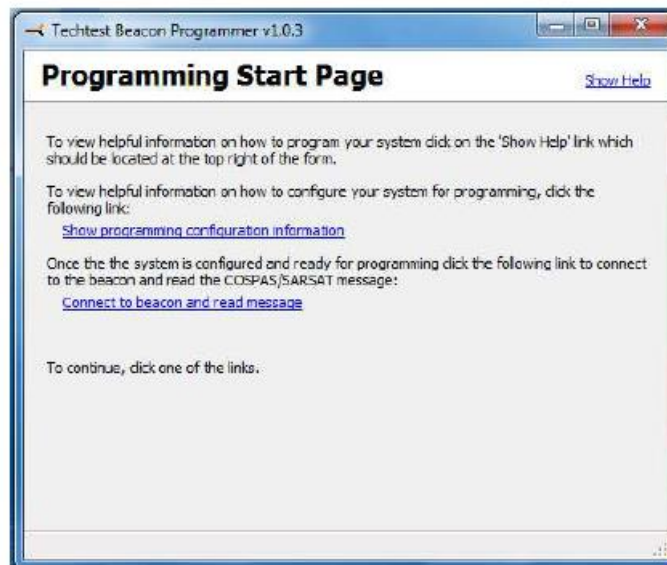 Techtest Beacon Programmer v1.0.3
Programming Start Page
Show Help
To view helpful information on how to program your system click on the 'Show Help' link which
should be located at the top right of the form.
To view helpful information on how to configure your system for programming, click the
following link:
Show programming configuration information
Once the the system is configured and ready for programming click the following link to connect
to the beacon and read the COSPAS/SARSAT message:
Connect to beacon and read message
To continue, click one of the links.